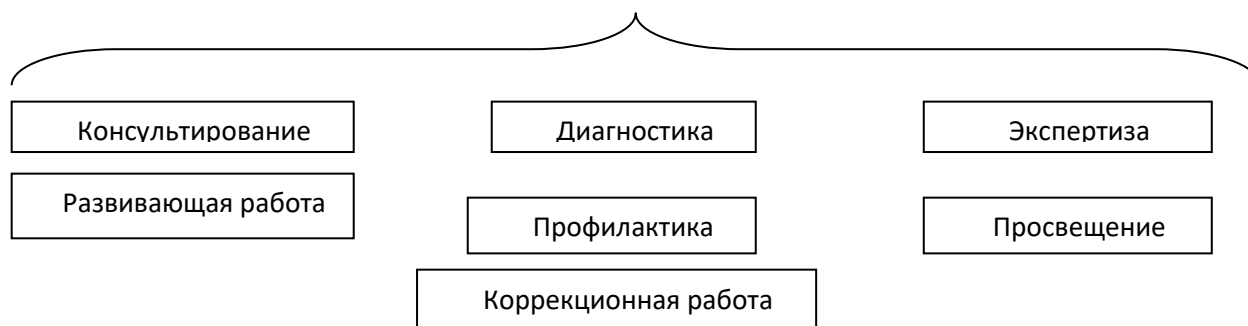 Консультирование
Диагностика
Экспертиза
Развивающая работа
Профилактика
Просвещение
Коррекционная работа